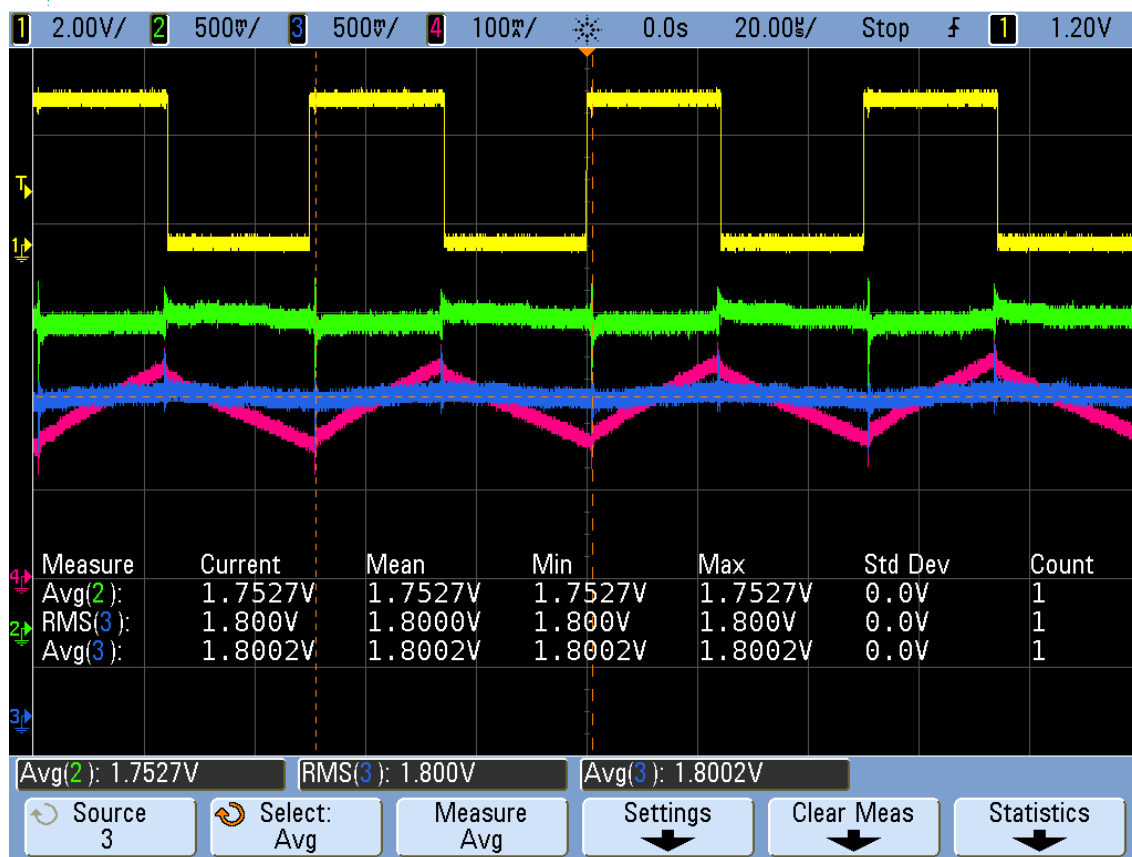 1 2.00V/ 2 500mV/ 3 500mV/ 4 100mA/ 0.0s 20.00µs/ Stop 1 1.20V
T
1
4
2
3
Measure Current Mean Min Max Std Dev Count
Avg(2): 1.7527V 1.7527V 1.7527V 1.7527V 0.0V 1
RMS(3): 1.800V 1.8000V 1.800V 1.800V 0.0V 1
Avg(3): 1.8002V 1.8002V 1.8002V 1.8002V 0.0V 1
Avg(2): 1.7527V RMS(3): 1.800V Avg(3): 1.8002V
Source Select: Measure Settings Clear Meas Statistics
3 Avg Avg